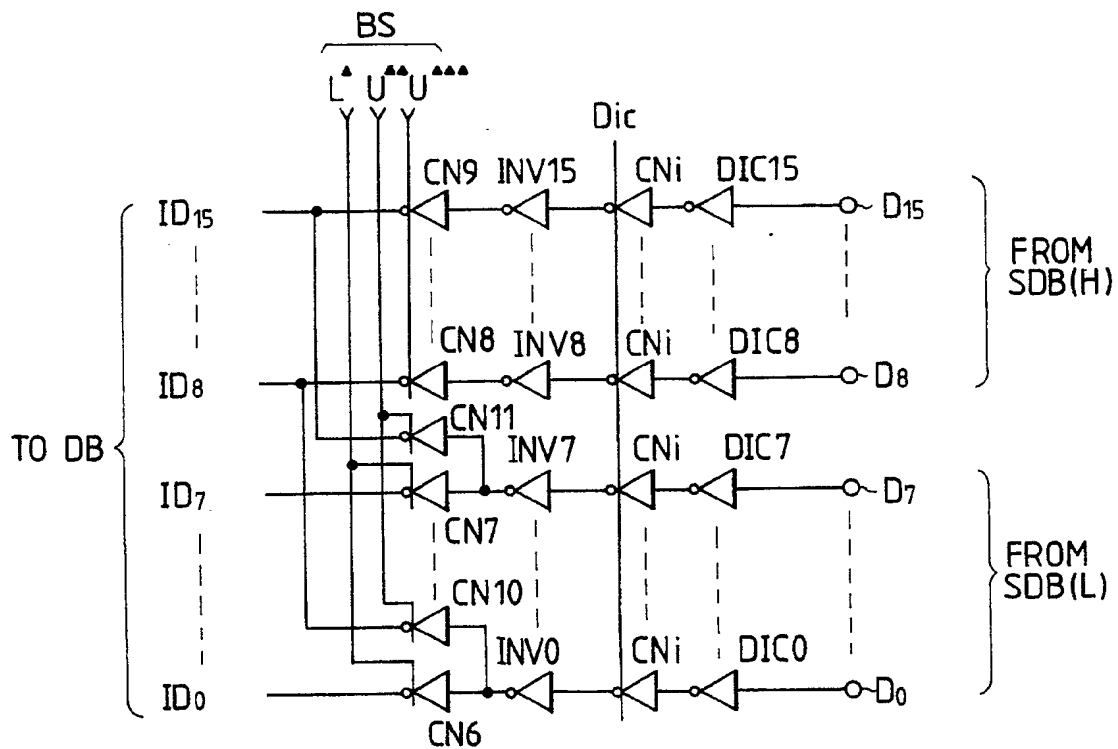 BS
L▲ U▲▲ U▲▲▲
Dic
CN9 INV15 CNi DIC15
ID15 D15
FROM
SDB(H)
CN8 INV8 CNi DIC8
ID8 D8
TO DB
CN11
INV7 CNi DIC7
ID7 D7
CN7
FROM
SDB(L)
CN10
INV0 CNi DIC0
ID0 D0
CN6